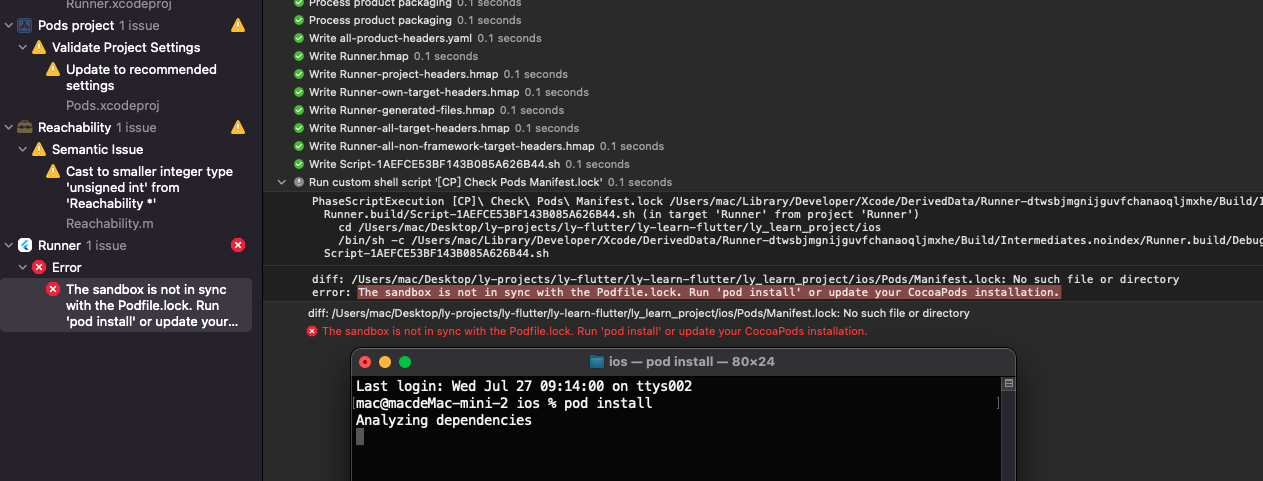 Runner.xcodeproj
Pods project 1 issue
Validate Project Settings
Update to recommended
settings
Pods.xcodeproj
Reachability 1 issue
Semantic Issue
Cast to smaller integer type
'unsigned int' from
'Reachability *'
Reachability.m
Runner 1 issue
Error
The sandbox is not in sync
with the Podfile.lock. Run
'pod install' or update your...
Process product packaging 0.1 seconds
Process product packaging 0.1 seconds
Write all-product-headers.yaml 0.1 seconds
Write Runner.hmap 0.1 seconds
Write Runner-project-headers.hmap 0.1 seconds
Write Runner-own-target-headers.hmap 0.1 seconds
Write Runner-generated-files.hmap 0.1 seconds
Write Runner-all-target-headers.hmap 0.1 seconds
Write Runner-all-non-framework-target-headers.hmap 0.1 seconds
Write Script-1AEFCE53BF143B085A626B44.sh 0.1 seconds
Run custom shell script '[CP] Check Pods Manifest.lock' 0.1 seconds
PhaseScriptExecution [CP]\ Check\ Pods\ Manifest.lock /Users/mac/Library/Developer/Xcode/DerivedData/Runner-dtwsbjmgnijguvfchanaoqljmxhe/Build/I
Runner.build/Script-1AEFCE53BF143B085A626B44.sh (in target 'Runner' from project 'Runner')
cd /Users/mac/Desktop/ly-projects/ly-flutter/ly-learn-flutter/ly_learn_project/ios
/bin/sh -c /Users/mac/Library/Developer/Xcode/DerivedData/Runner-dtwsbjmgnijguvfchanaoqljmxhe/Build/Intermediates.noindex/Runner.build/Debug
Script-1AEFCE53BF143B085A626B44.sh
diff: /Users/mac/Desktop/ly-projects/ly-flutter/ly-learn-flutter/ly_learn_project/ios/Pods/Manifest.lock: No such file or directory
error: The sandbox is not in sync with the Podfile.lock. Run 'pod install' or update your CocoaPods installation.
diff: /Users/mac/Desktop/ly-projects/ly-flutter/ly-learn-flutter/ly_learn_project/ios/Pods/Manifest.lock: No such file or directory
The sandbox is not in sync with the Podfile.lock. Run 'pod install' or update your CocoaPods installation.
ios — pod install — 80×24
Last login: Wed Jul 27 09:14:00 on ttys002
[mac@macdeMac-mini-2 ios % pod install ]
Analyzing dependencies